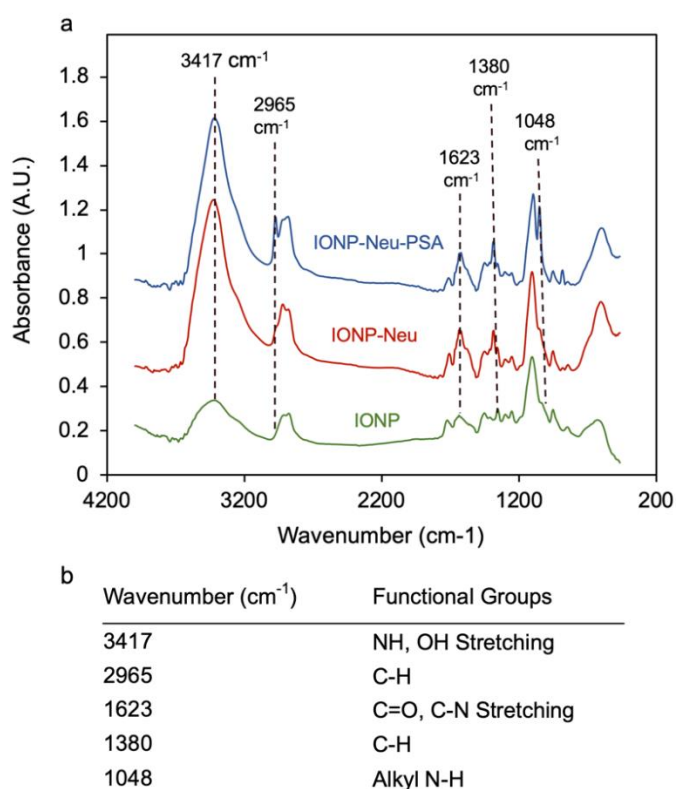 a
3417 cm⁻¹
2965
cm⁻¹
1380
cm⁻¹
1623
cm⁻¹
1048
cm⁻¹
IONP-Neu-PSA
IONP-Neu
IONP
Absorbance (A.U.)
1.8
1.6
1.4
1.2
1
0.8
0.6
0.4
0.2
0
4200 3200 2200 1200 200
Wavenumber (cm-1)
b
Wavenumber (cm⁻¹) Functional Groups
3417 NH, OH Stretching
2965 C-H
1623 C=O, C-N Stretching
1380 C-H
1048 Alkyl N-H